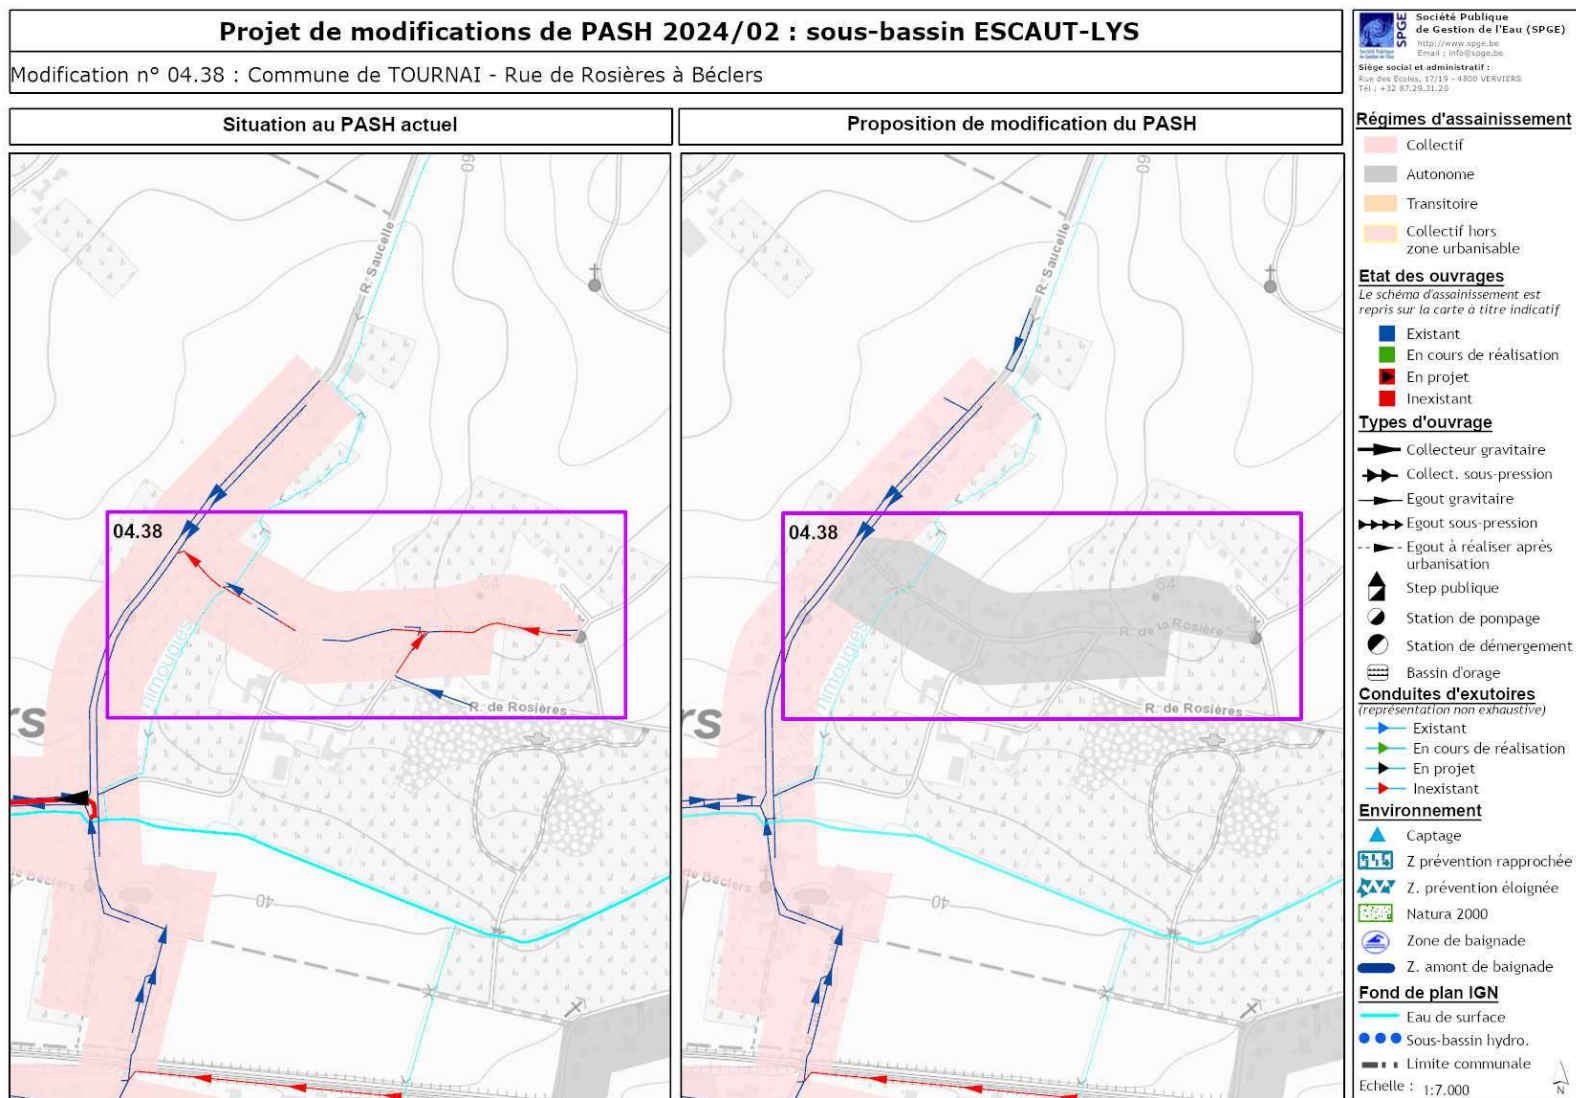 Projet de modifications de PASH 2024/02 : sous-bassin ESCAUT-LYS
Modification n° 04.38 : Commune de TOURNAI - Rue de Rosières à Béclers
Situation au PASH actuel
60
R. Saucelle
04.38
64
nimouges
R. de Rosières
rs
de Béclers
40
Proposition de modification du PASH
60
R. Saucelle
04.38
64
R. de la Rosière
nimouges
R. de Rosières
rs
de Béclers
40
SPGE
Société Publique
de Gestion de l'Eau (SPGE)
http://www.spge.be
Email : info@spge.be
Siège social et administratif :
Rue des Ecoles, 17/19 - 4800 VERVIERS
Tél : +32 87.29.31.20
Régimes d'assainissement
Collectif
Autonome
Transitoire
Collectif hors
zone urbanisable
Etat des ouvrages
Le schéma d'assainissement est
repris sur la carte à titre indicatif
Existant
En cours de réalisation
En projet
Inexistant
Types d'ouvrage
Collecteur gravitaire
Collect. sous-pression
Egout gravitaire
Egout sous-pression
Egout à réaliser après
urbanisation
Step publique
Station de pompage
Station de démergement
Bassin d'orage
Conduites d'exutoires
(représentation non exhaustive)
Existant
En cours de réalisation
En projet
Inexistant
Environnement
Captage
Z prévention rapprochée
Z. prévention éloignée
Natura 2000
Zone de baignade
Z. amont de baignade
Fond de plan IGN
Eau de surface
Sous-bassin hydro.
Limite communale
Echelle : 1:7.000
N